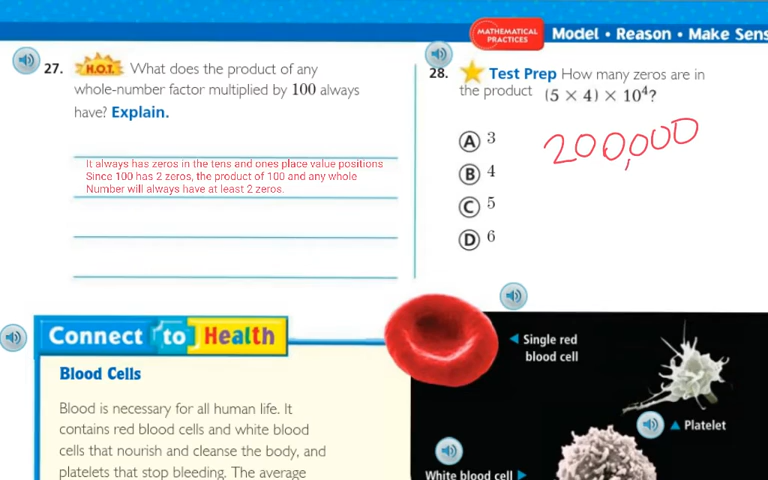 MATHEMATICAL
PRACTICES
Model • Reason • Make Sens
27. H.O.T. What does the product of any
whole-number factor multiplied by 100 always
have? Explain.
It always has zeros in the tens and ones place value positions
Since 100 has 2 zeros, the product of 100 and any whole
Number will always have at least 2 zeros.
28. Test Prep How many zeros are in
the product (5 × 4) × 10⁴?
200,000
A 3
B 4
C 5
D 6
Connect to Health
Blood Cells
Blood is necessary for all human life. It
contains red blood cells and white blood
cells that nourish and cleanse the body, and
platelets that stop bleeding. The average
Single red
blood cell
Platelet
White blood cell